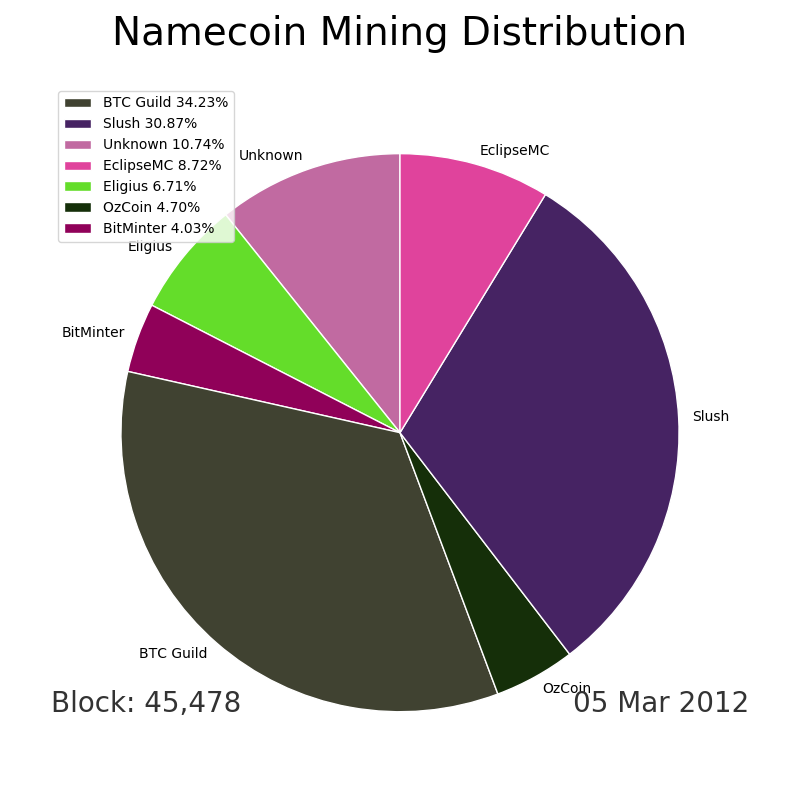 Namecoin Mining Distribution
BTC Guild 34.23%
Slush 30.87%
Unknown 10.74%
EclipseMC 8.72%
Eligius 6.71%
OzCoin 4.70%
BitMinter 4.03%
EclipseMC
Unknown
Eligius
BitMinter
Slush
BTC Guild
OzCoin
Block: 45,478
05 Mar 2012